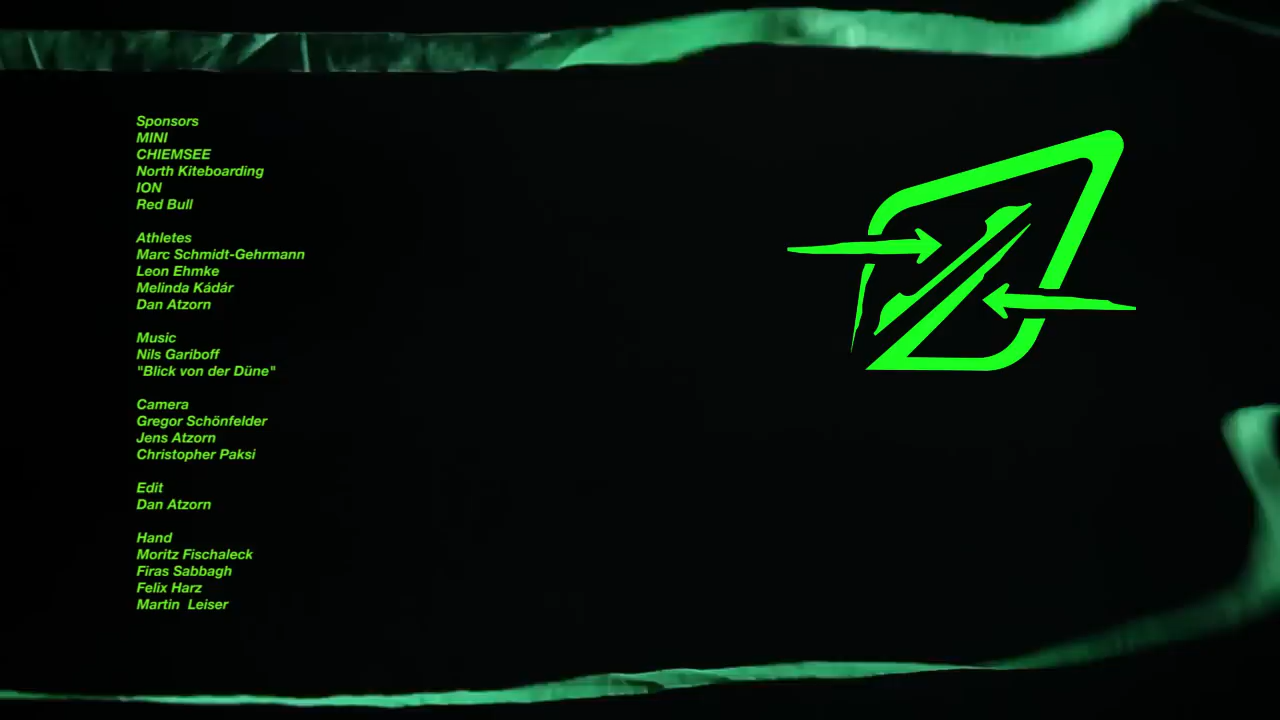 Sponsors
MINI
CHIEMSEE
North Kiteboarding
ION
Red Bull
Athletes
Marc Schmidt-Gehrmann
Leon Ehmke
Melinda Kádár
Dan Atzorn
Music
Nils Gariboff
"Blick von der Düne"
Camera
Gregor Schönfelder
Jens Atzorn
Christopher Paksi
Edit
Dan Atzorn
Hand
Moritz Fischaleck
Firas Sabbagh
Felix Harz
Martin  Leiser